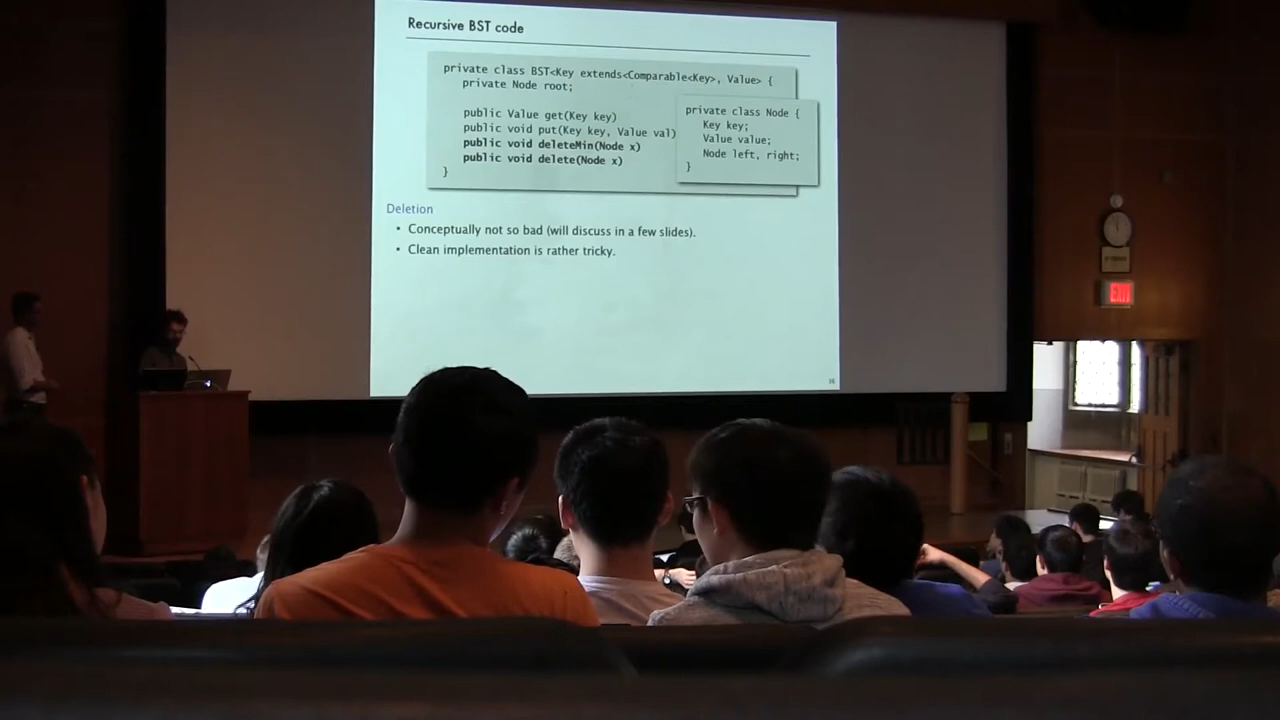 Recursive BST code
private class BST<Key extends<Comparable<Key>, Value> {
private Node root;
public Value get(Key key)
public void put(Key key, Value val)
public void deleteMin(Node x)
public void delete(Node x)
}
private class Node {
Key key;
Value value;
Node left, right;
}
Deletion
• Conceptually not so bad (will discuss in a few slides).
• Clean implementation is rather tricky.
EXIT